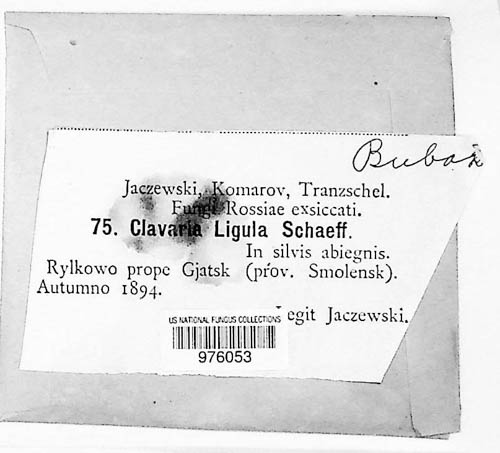 Bubak
Jaczewski, Komarov, Tranzschel.
Fungi Rossiae exsiccati.
75. Clavaria Ligula Schaeff.
In silvis abiegnis.
Rylkowo prope Gjatsk (prov. Smolensk).
Autumno 1894.
egit Jaczewski.
US NATIONAL FUNGUS COLLECTIONS
976053